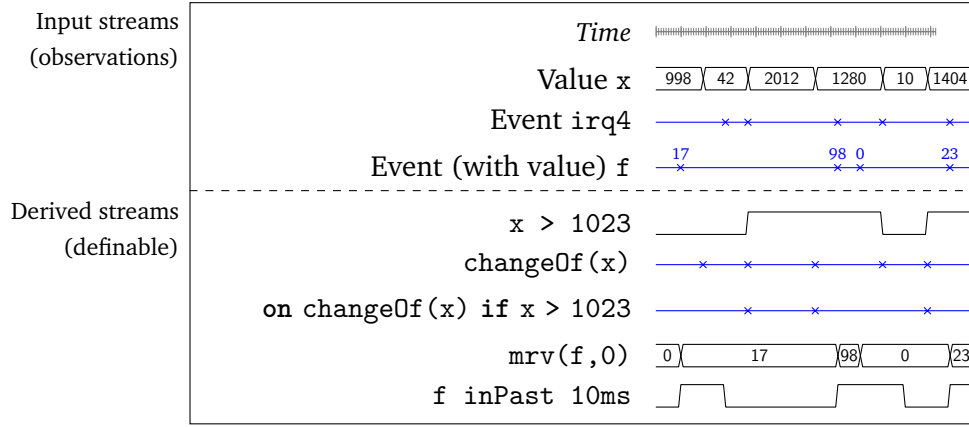 Input streams
(observations)
Time
Value x 998 42 2012 1280 10 1404
Event irq4
Event (with value) f 17 98 0 23
Derived streams
(definable)
x > 1023
changeOf(x)
on changeOf(x) if x > 1023
mrv(f,0) 0 17 98 0 23
f inPast 10ms